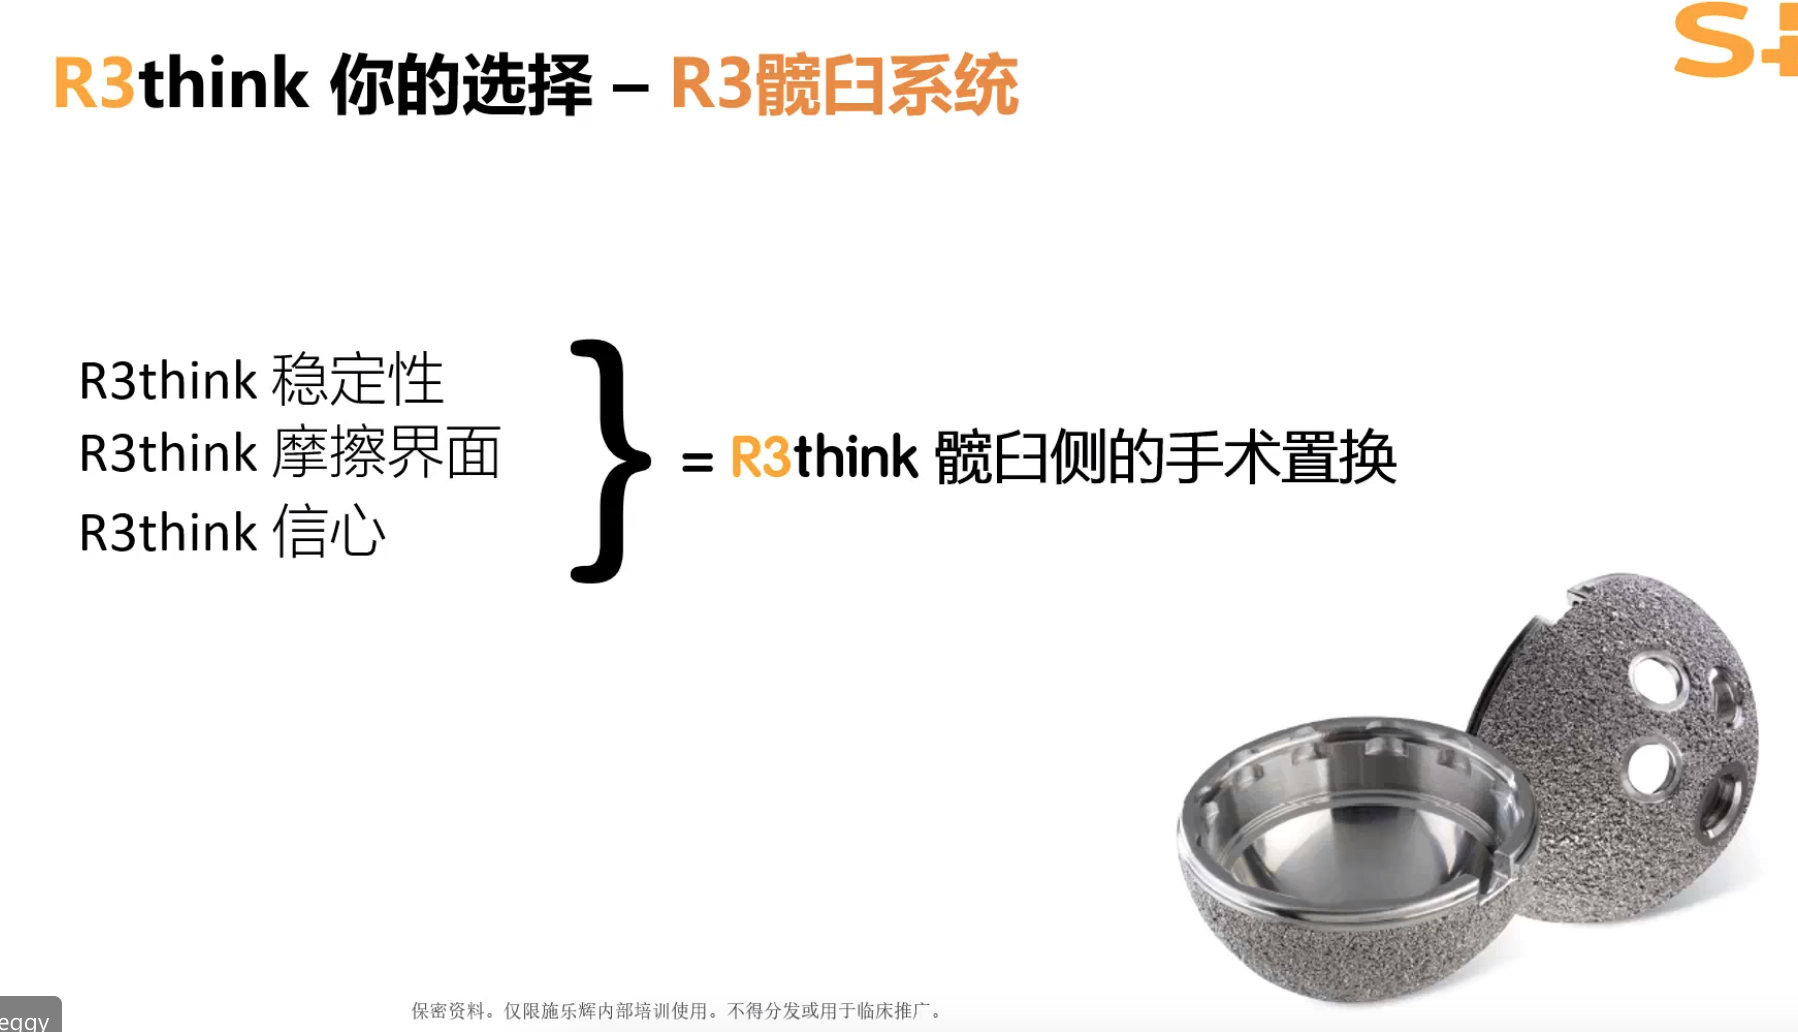 R3think 你的选择 – R3髋臼系统
R3think 稳定性
R3think 摩擦界面
R3think 信心
} = R3think 髋臼侧的手术置换
保密资料。仅限施乐辉内部培训使用。不得分发或用于临床推广。